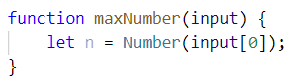 function maxNumber(input) {
    let n = Number(input[0]);
}